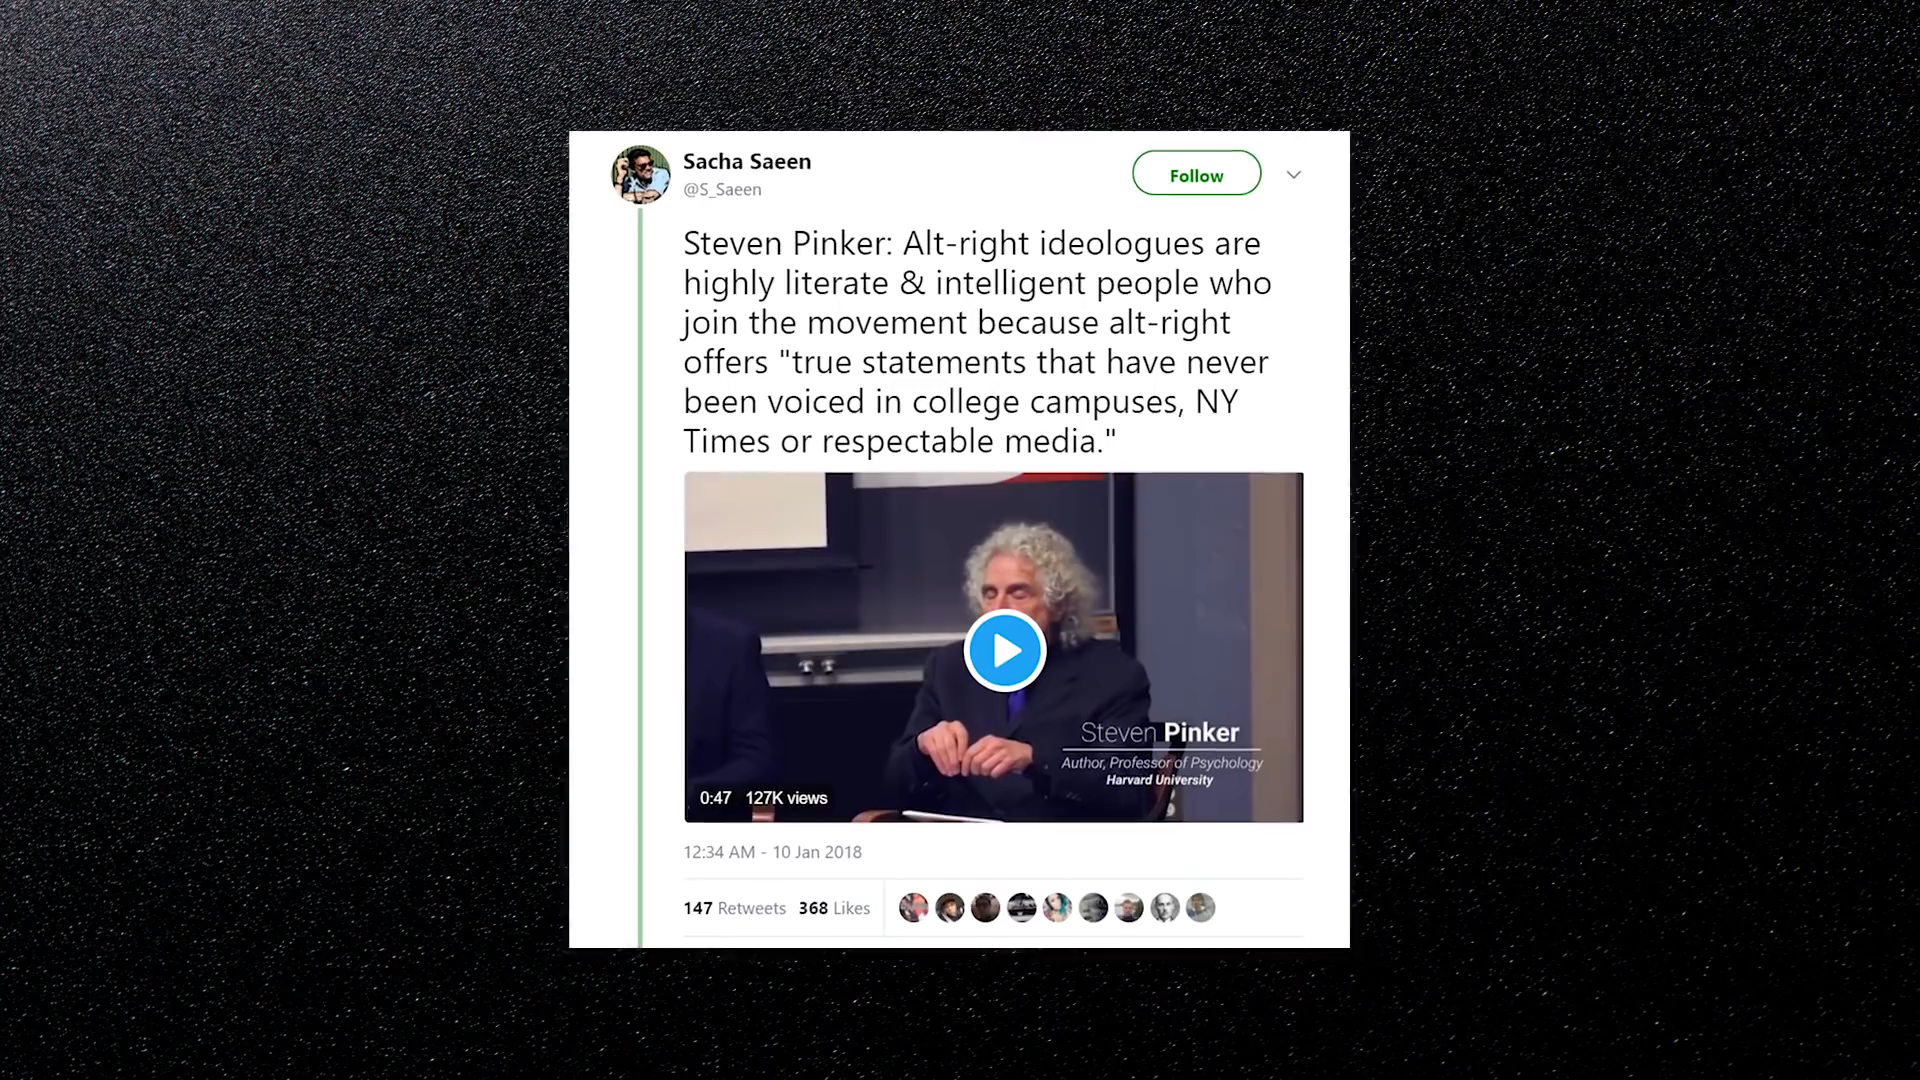 Sacha Saeen
@S_Saeen
Follow
Steven Pinker: Alt-right ideologues are
highly literate & intelligent people who
join the movement because alt-right
offers "true statements that have never
been voiced in college campuses, NY
Times or respectable media."
Steven Pinker
Author, Professor of Psychology
Harvard University
0:47 127K views
12:34 AM - 10 Jan 2018
147 Retweets 368 Likes